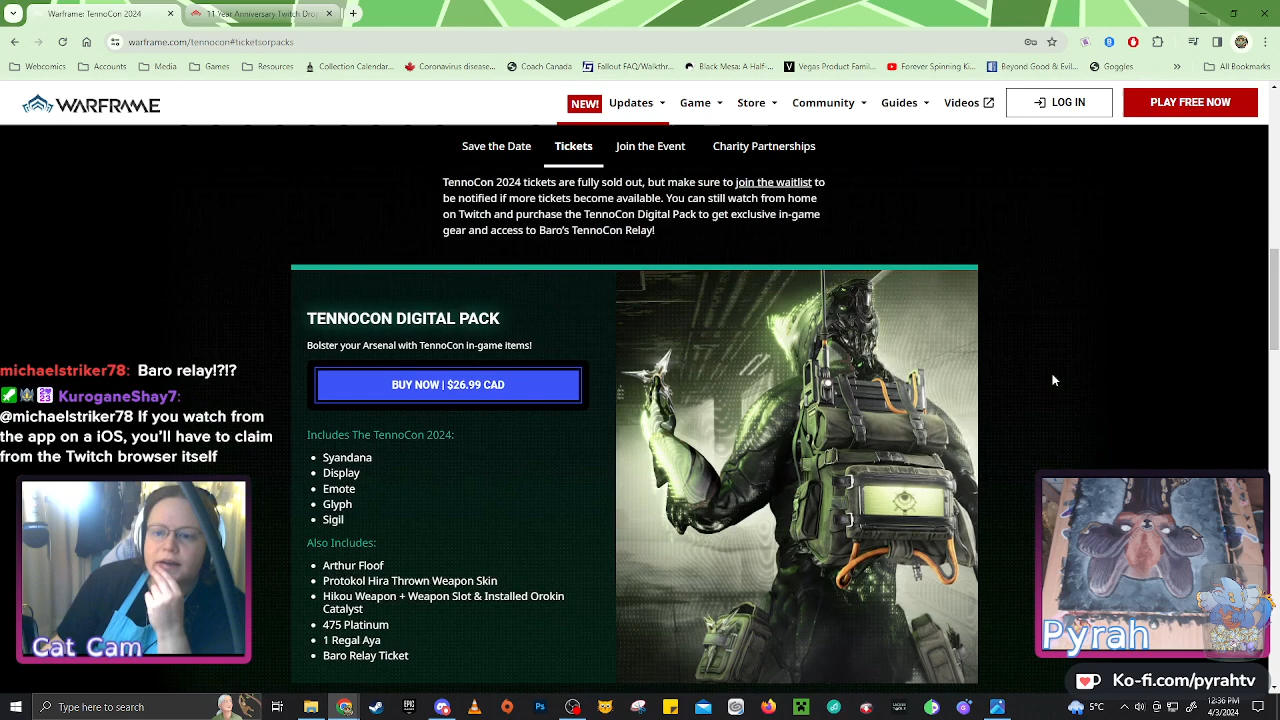 TennoCon 2024
11 Year Anniversary Twitch Drop
warframe.com/tennocon#ticketsorpacks
Webcomics
Accounts
Media
Games
Resources
Collection Calendar...
Canada
Coach Canada
Fallout FAQ/Walkthr...
Black Mesa: A Half-...
Vegas Product Famil...
Forever Spinning Ki...
Beyond Good & Evil...
Goggles
»
All Bookmarks
WARFRAME
NEW!
Updates
Game
Store
Community
Guides
Videos
LOG IN
PLAY FREE NOW
Save the Date
Tickets
Join the Event
Charity Partnerships
TennoCon 2024 tickets are fully sold out, but make sure to join the waitlist to
be notified if more tickets become available. You can still watch from home
on Twitch and purchase the TennoCon Digital Pack to get exclusive in-game
gear and access to Baro's TennoCon Relay!
TENNOCON DIGITAL PACK
Bolster your Arsenal with TennoCon in-game items!
BUY NOW | $26.99 CAD
Includes The TennoCon 2024:
• Syandana
• Display
• Emote
• Glyph
• Sigil
Also Includes:
• Arthur Floof
• Protokol Hira Thrown Weapon Skin
• Hikou Weapon + Weapon Slot & Installed Orokin
Catalyst
• 475 Platinum
• 1 Regal Aya
• Baro Relay Ticket
michaelstriker78: Baro relay!?!?
KuroganeShay7:
@michaelstriker78 If you watch from
the app on a iOS, you'll have to claim
from the Twitch browser itself
Cat Cam
Pyrah
Ko-fi.com/pyrahtv
Type here to search
12:36 PM
4/3/2024